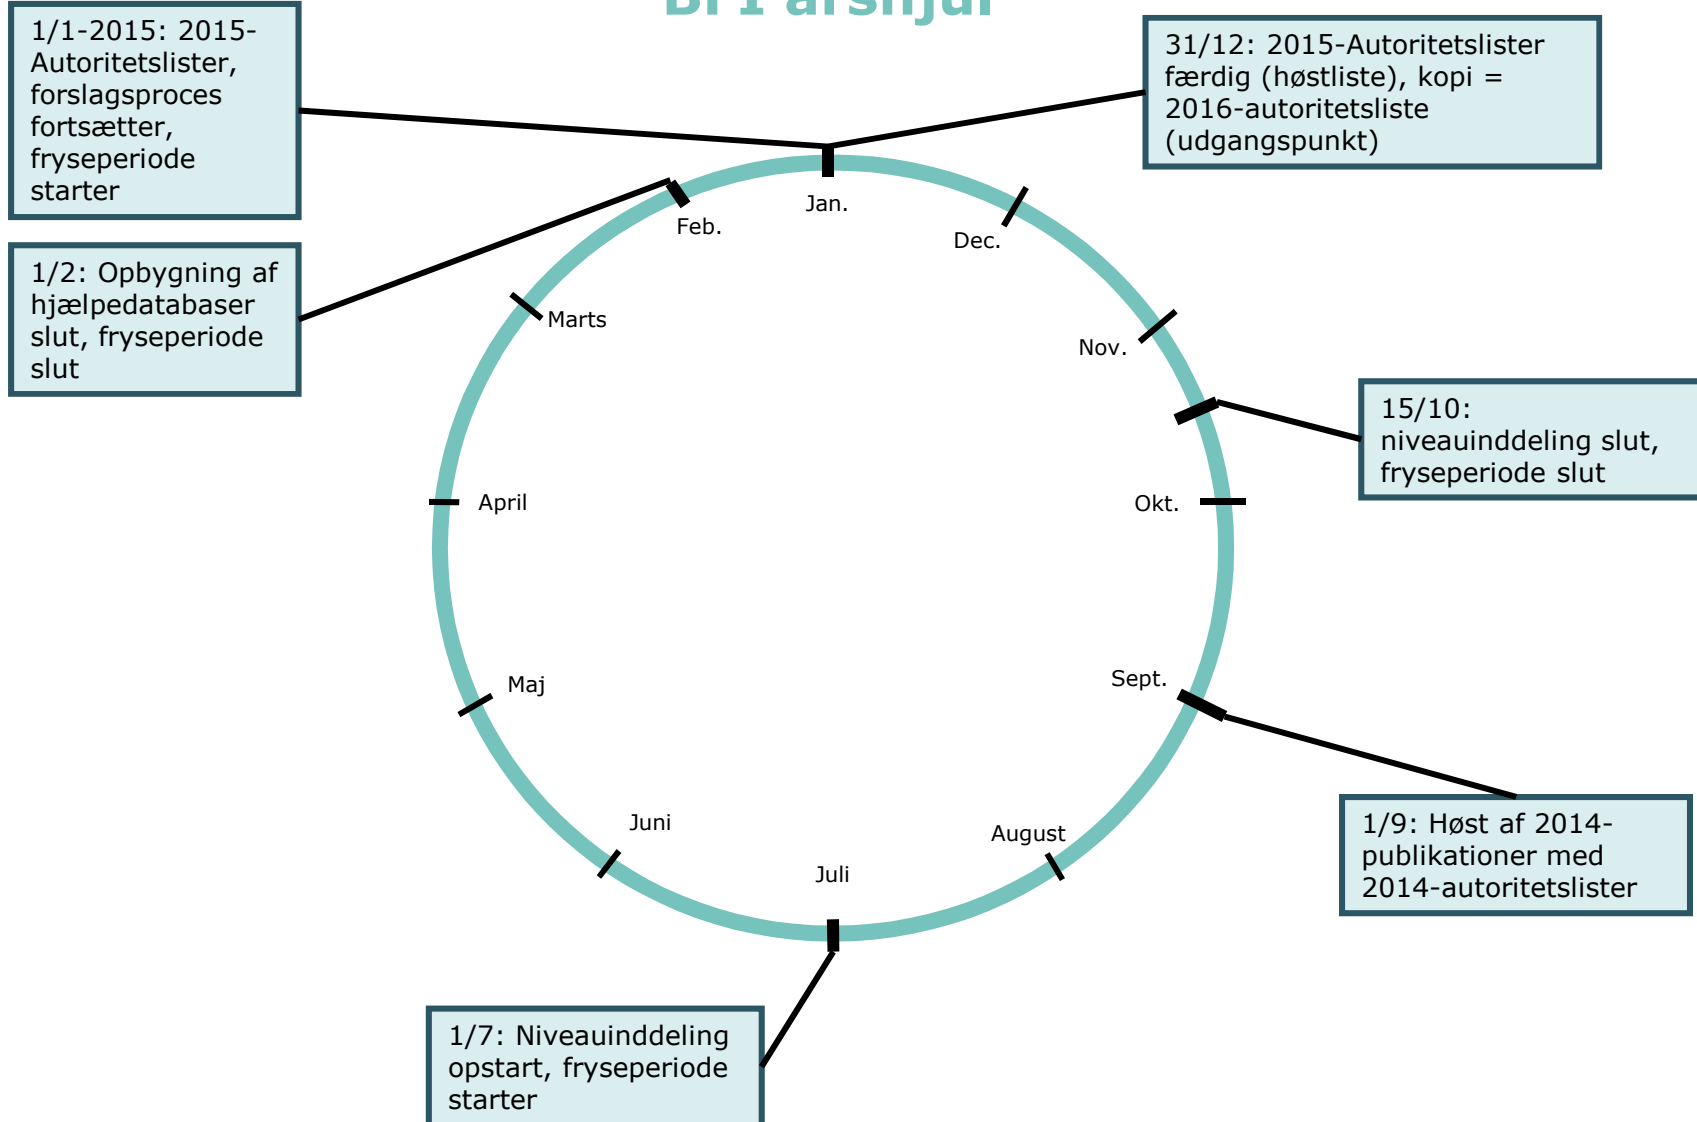 BFI årshjul
1/1-2015: 2015-
Autoritetslister,
forslagsproces
fortsætter,
fryseperiode
starter
31/12: 2015-Autoritetslister
færdig (høstliste), kopi =
2016-autoritetsliste
(udgangspunkt)
1/2: Opbygning af
hjælpedatabaser
slut, fryseperiode
slut
Jan.
Feb.
Dec.
Marts
Nov.
15/10:
niveauinddeling slut,
fryseperiode slut
April
Okt.
Maj
Sept.
Juni
August
Juli
1/9: Høst af 2014-
publikationer med
2014-autoritetslister
1/7: Niveauinddeling
opstart, fryseperiode
starter